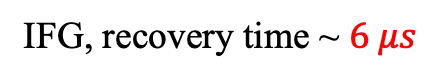 IFG, recovery time ~ 6 μs